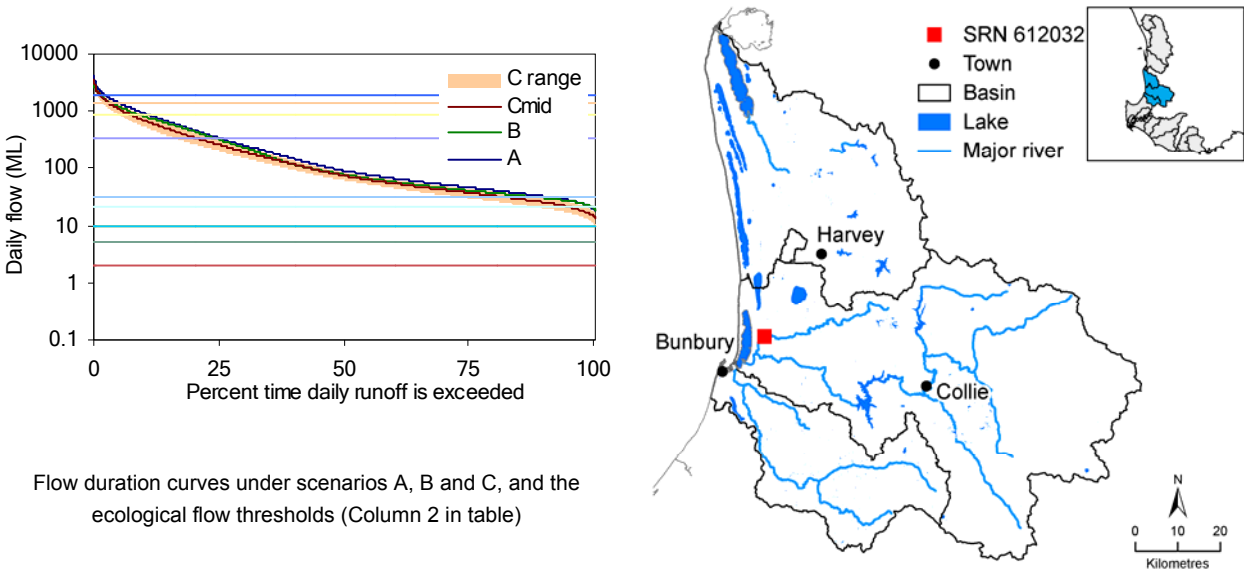 10000
1000
100
10
1
0.1
Daily flow (ML)
0
25
50
75
100
Percent time daily runoff is exceeded
C range
Cmid
B
A
Flow duration curves under scenarios A, B and C, and the
ecological flow thresholds (Column 2 in table)
SRN 612032
Town
Basin
Lake
Major river
Harvey
Bunbury
Collie
N
0 10 20
Kilometres